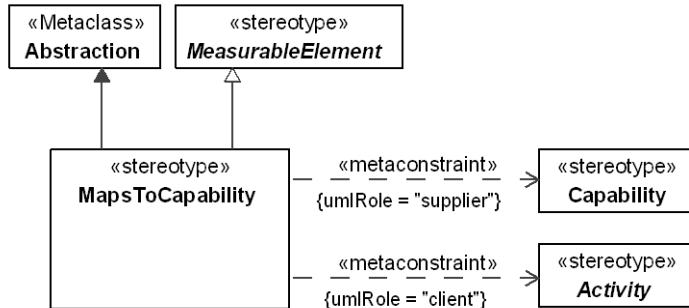 «Metaclass»
Abstraction
«stereotype»
MeasurableElement
«stereotype»
MapsToCapability
«metaconstraint»
{umlRole = "supplier"}
«stereotype»
Capability
«metaconstraint»
{umlRole = "client"}
«stereotype»
Activity